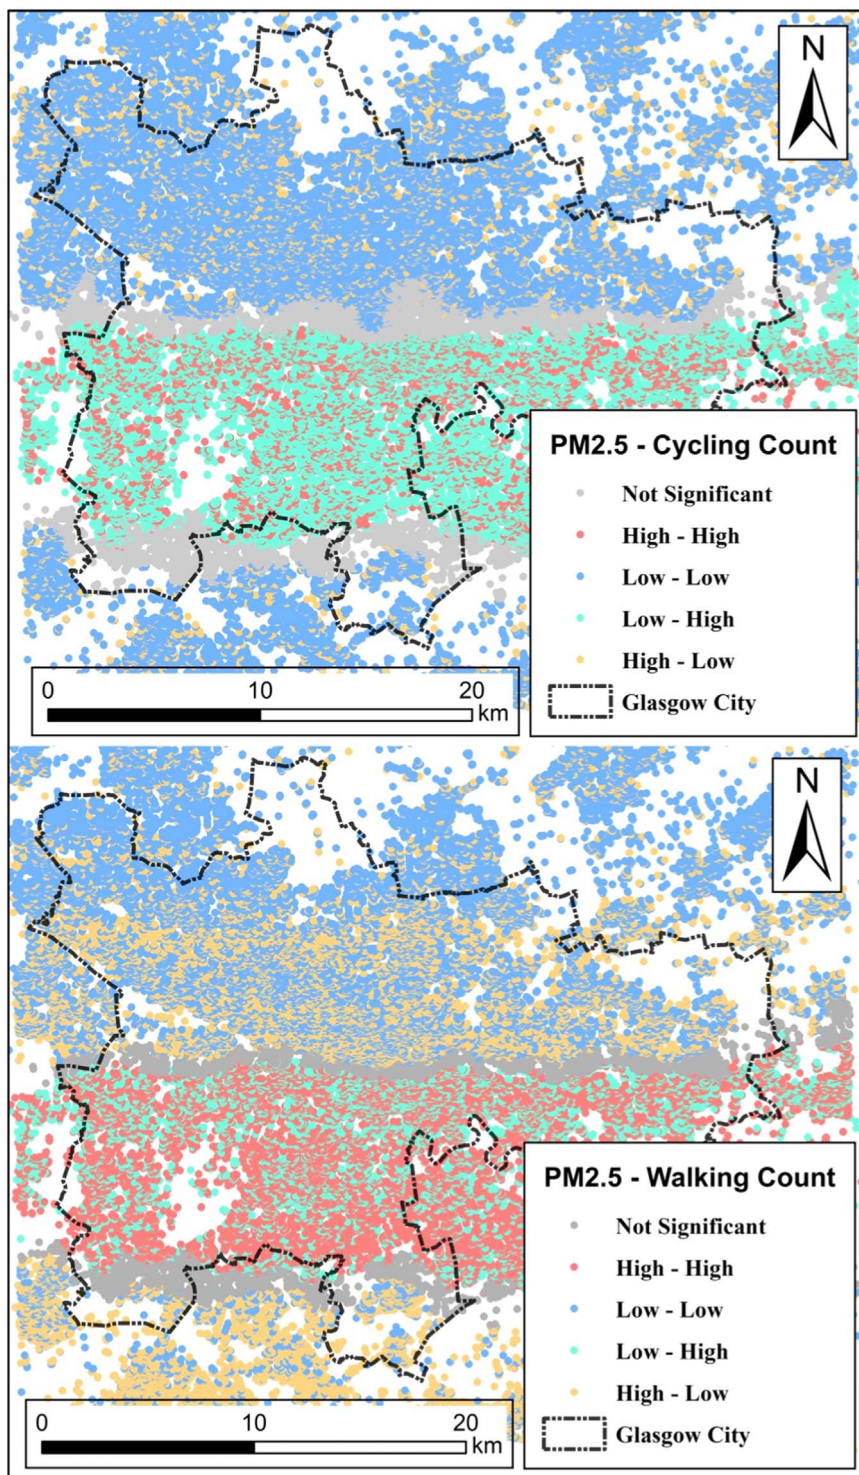 N
PM2.5 - Cycling Count
Not Significant
High - High
Low - Low
Low - High
High - Low
Glasgow City
0 10 20
km
N
PM2.5 - Walking Count
Not Significant
High - High
Low - Low
Low - High
High - Low
Glasgow City
0 10 20
km